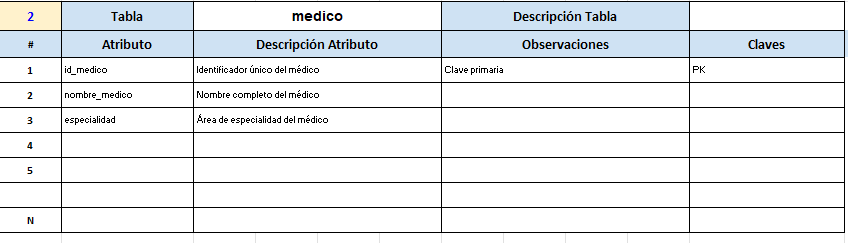 2 Tabla medico Descripción Tabla
# Atributo Descripción Atributo Observaciones Claves
1 id_medico Identificador único del médico Clave primaria PK
2 nombre_medico Nombre completo del médico
3 especialidad Área de especialidad del médico
4
5
N